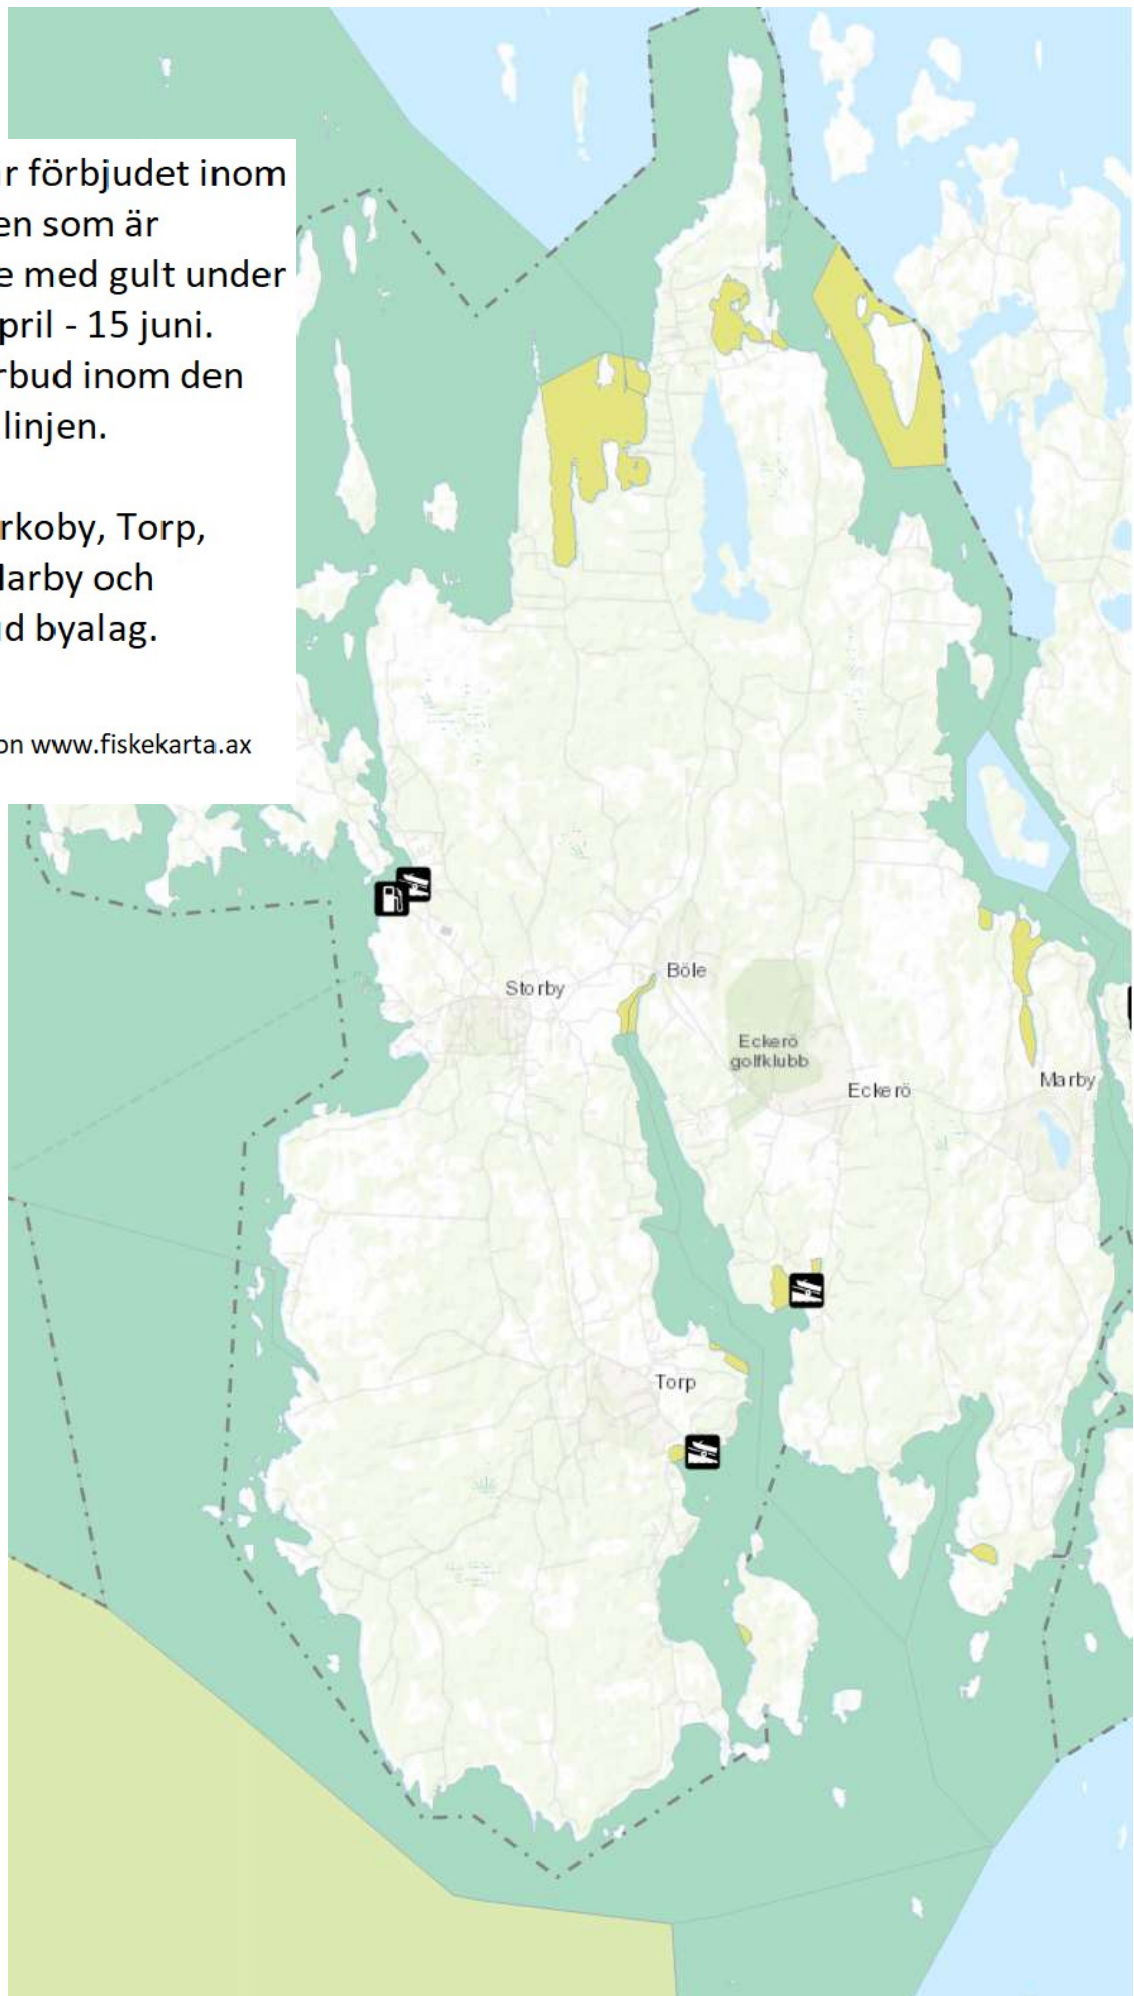 r förbjudet inom
en som är
e med gult under
pril - 15 juni.
rbud inom den
linjen.
rkoby, Torp,
Marby och
d byalag.
on www.fiskekarta.ax
Böle
Storby
Eckerö
golfklubb
Eckerö
Marby
Torp